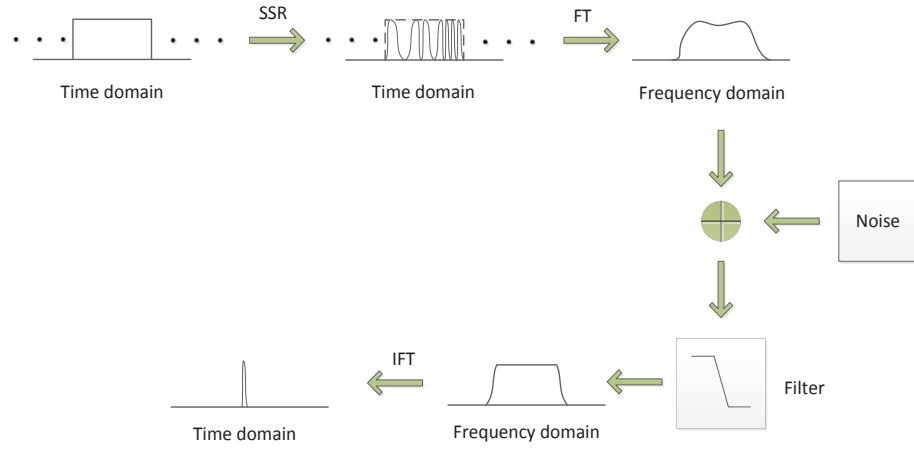 SSR
FT
Time domain
Time domain
Frequency domain
Noise
IFT
Filter
Time domain
Frequency domain